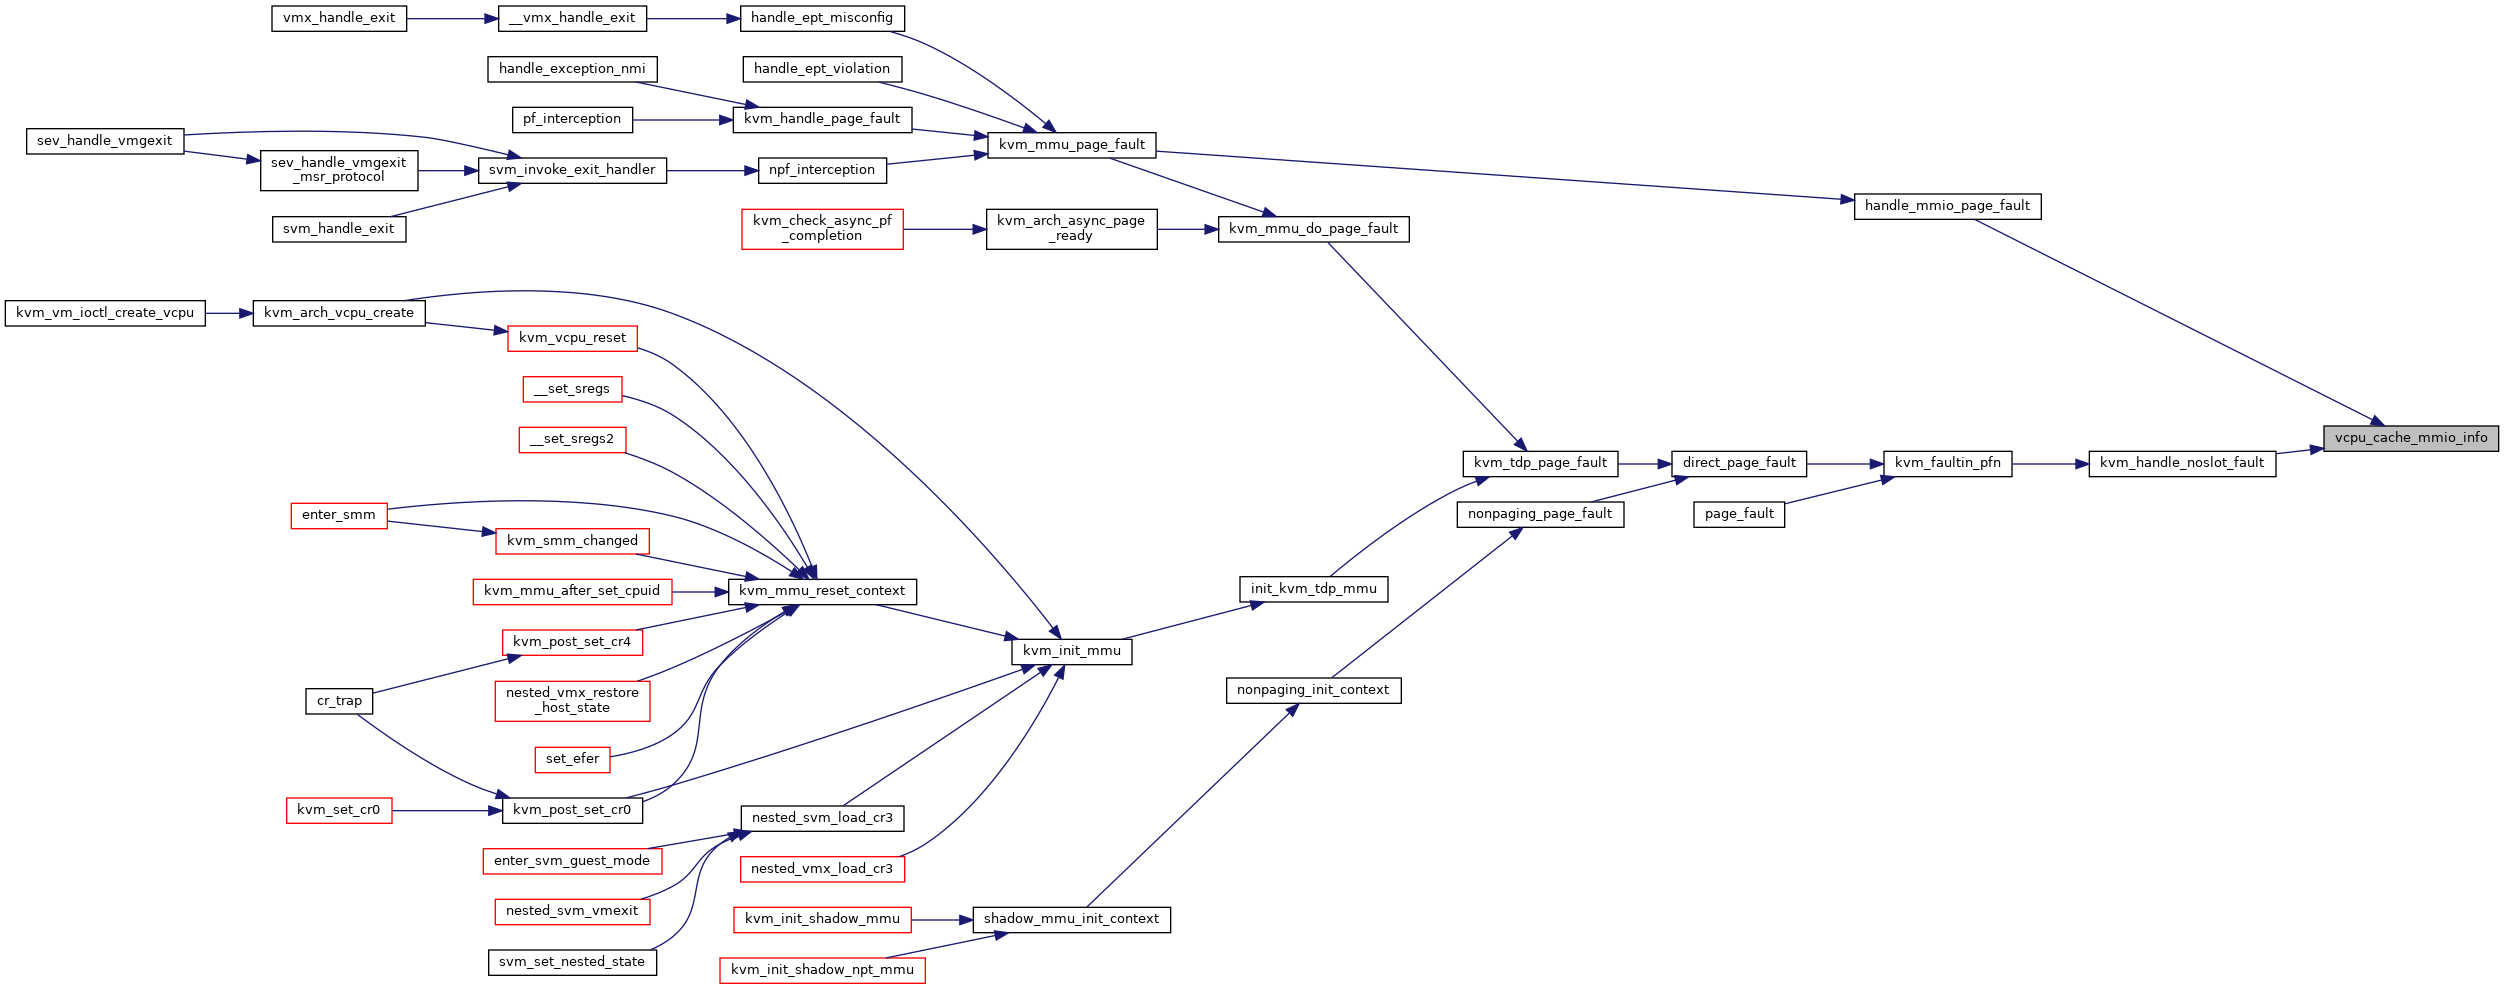 vmx_handle_exit
__vmx_handle_exit
handle_ept_misconfig
handle_exception_nmi
handle_ept_violation
pf_interception
kvm_handle_page_fault
sev_handle_vmgexit
sev_handle_vmgexit
_msr_protocol
svm_invoke_exit_handler
npf_interception
kvm_mmu_page_fault
svm_handle_exit
kvm_check_async_pf
_completion
kvm_arch_async_page
_ready
kvm_mmu_do_page_fault
handle_mmio_page_fault
kvm_vm_ioctl_create_vcpu
kvm_arch_vcpu_create
kvm_vcpu_reset
__set_sregs
__set_sregs2
vcpu_cache_mmio_info
kvm_tdp_page_fault
direct_page_fault
kvm_faultin_pfn
kvm_handle_noslot_fault
enter_smm
kvm_smm_changed
nonpaging_page_fault
page_fault
kvm_mmu_after_set_cpuid
kvm_mmu_reset_context
init_kvm_tdp_mmu
kvm_post_set_cr4
kvm_init_mmu
cr_trap
nested_vmx_restore
_host_state
nonpaging_init_context
set_efer
kvm_set_cr0
kvm_post_set_cr0
nested_svm_load_cr3
enter_svm_guest_mode
nested_vmx_load_cr3
nested_svm_vmexit
kvm_init_shadow_mmu
shadow_mmu_init_context
svm_set_nested_state
kvm_init_shadow_npt_mmu